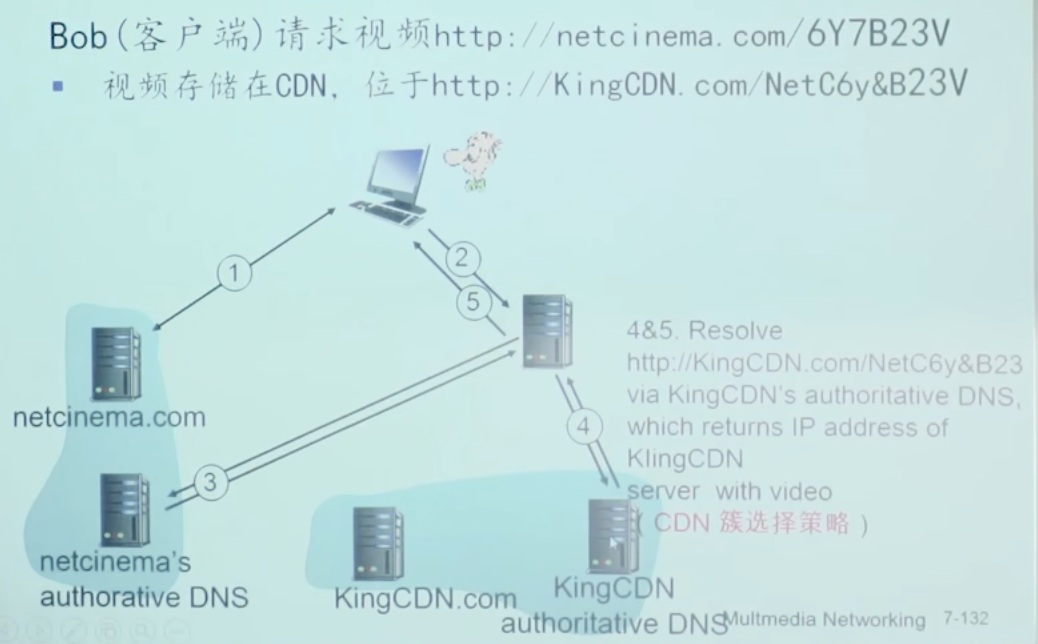 Bob(客户端)请求视频http://netcinema.com/6Y7B23V
▪ 视频存储在CDN，位于http://KingCDN.com/NetC6y&B23V
1
2
5
4&5. Resolve
http://KingCDN.com/NetC6y&B23
via KingCDN's authoritative DNS,
which returns IP address of
KlingCDN
server with video
( CDN 簇选择策略 )
netcinema.com
4
3
netcinema's
authorative DNS
KingCDN.com
KingCDN
authoritative DNS
Multmedia Networking 7-132